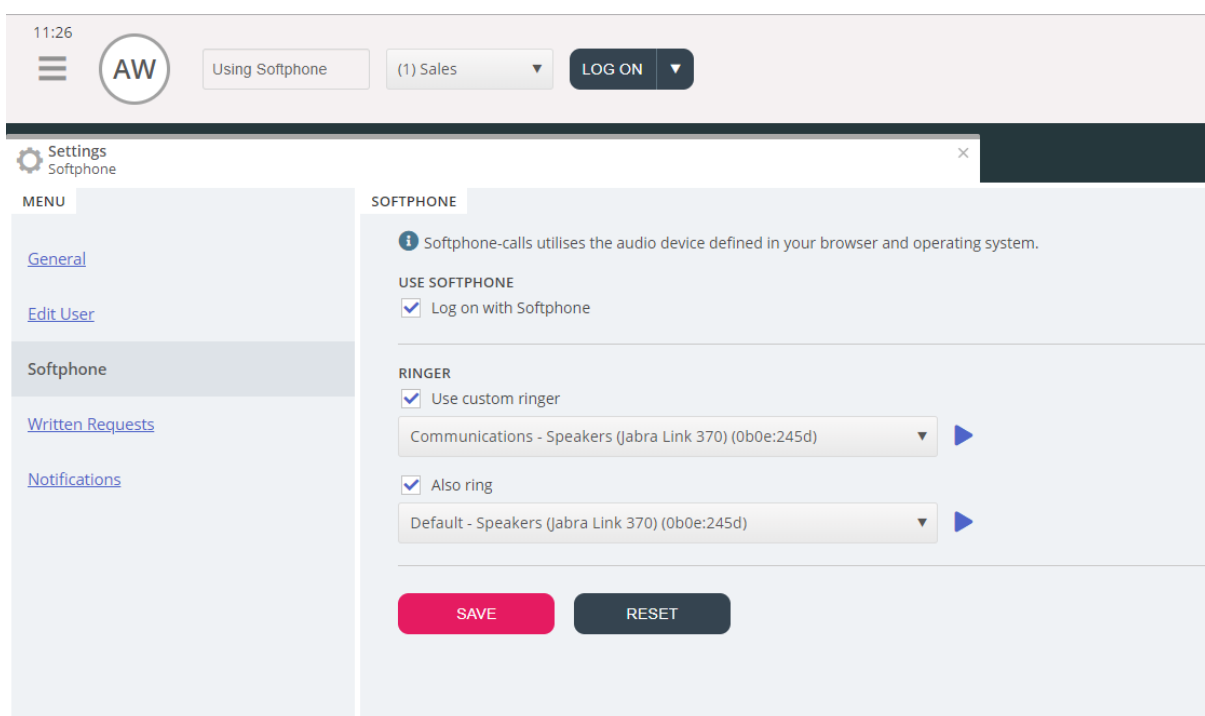 11:26
AW
Using Softphone
(1) Sales
LOG ON
Settings
Softphone
MENU
General
Edit User
Softphone
Written Requests
Notifications
SOFTPHONE
Softphone-calls utilises the audio device defined in your browser and operating system.
USE SOFTPHONE
Log on with Softphone
RINGER
Use custom ringer
Communications - Speakers (Jabra Link 370) (0b0e:245d)
Also ring
Default - Speakers (Jabra Link 370) (0b0e:245d)
SAVE
RESET